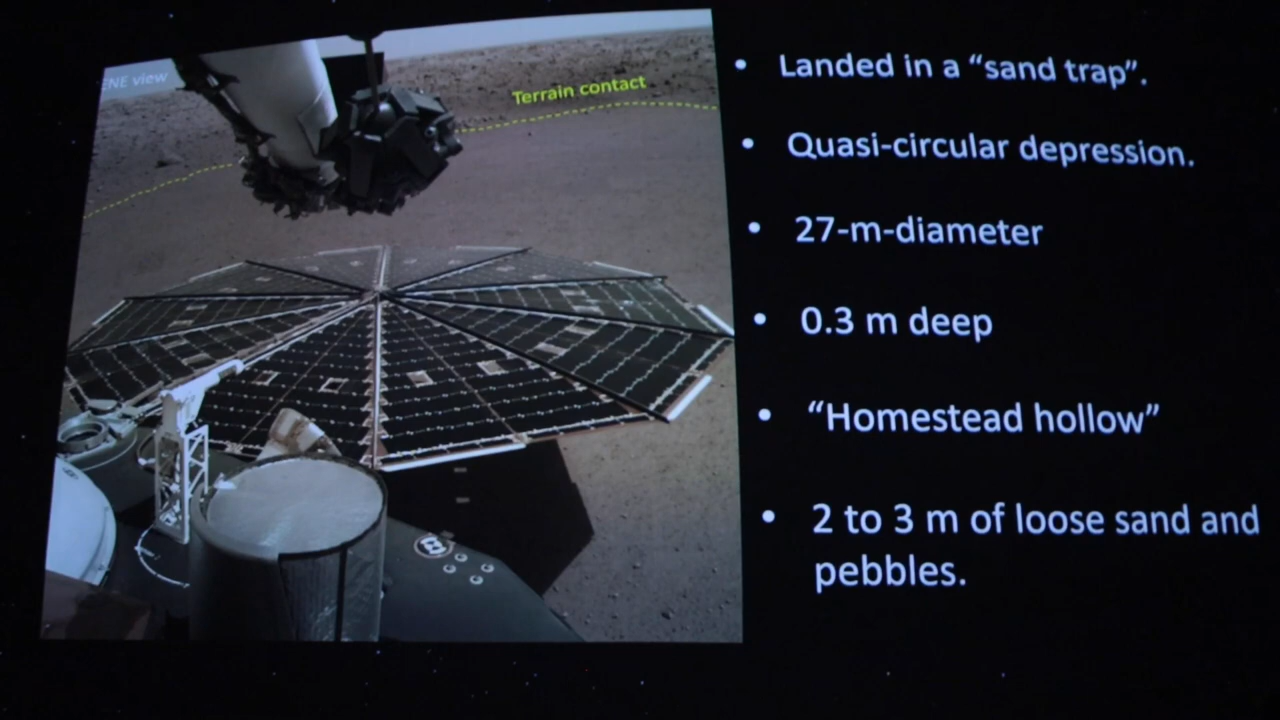 ENE view
Terrain contact
• Landed in a “sand trap”.
• Quasi-circular depression.
• 27-m-diameter
• 0.3 m deep
• “Homestead hollow”
• 2 to 3 m of loose sand and
pebbles.